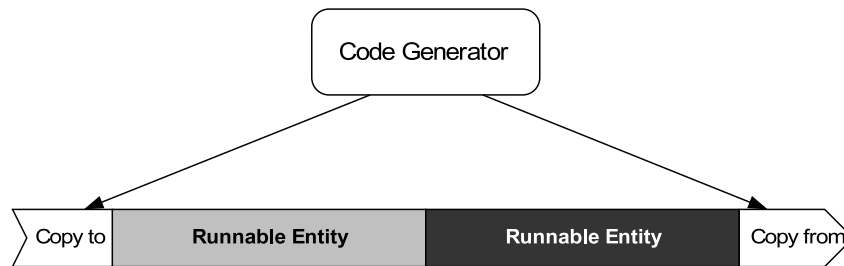 Code Generator
Copy to
Runnable Entity
Runnable Entity
Copy from